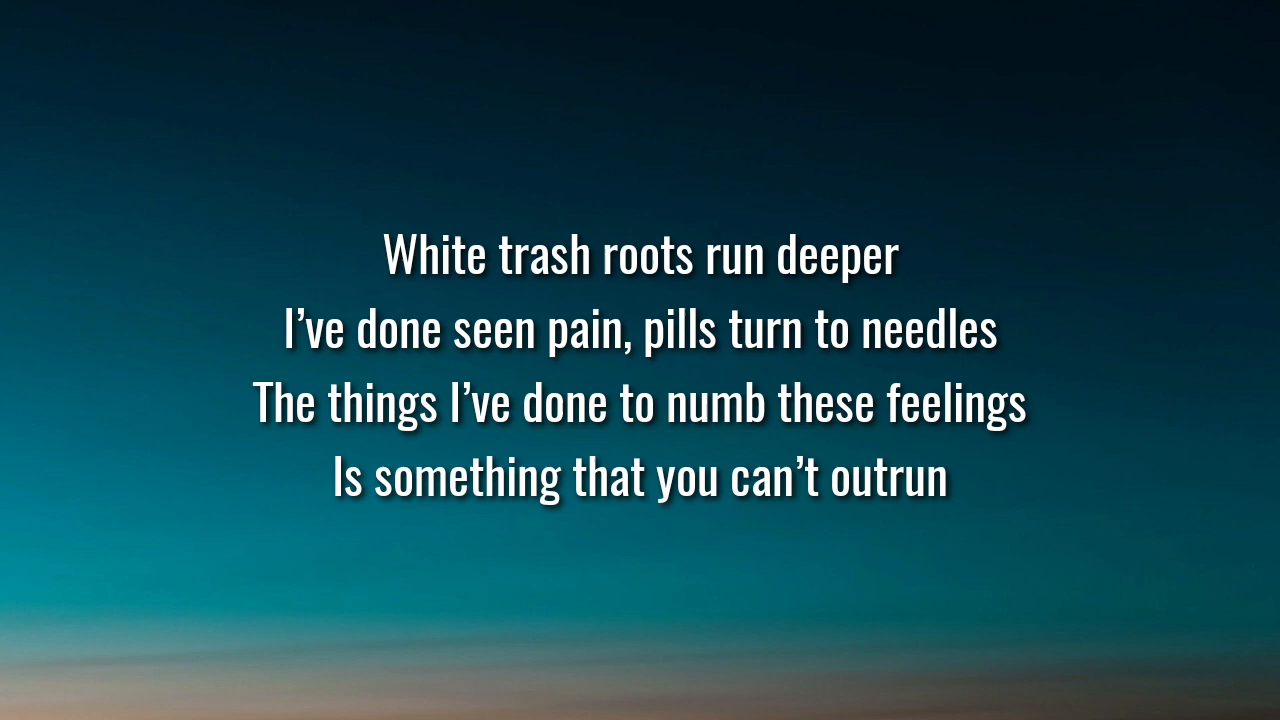 White trash roots run deeper
I’ve done seen pain, pills turn to needles
The things I’ve done to numb these feelings
Is something that you can’t outrun